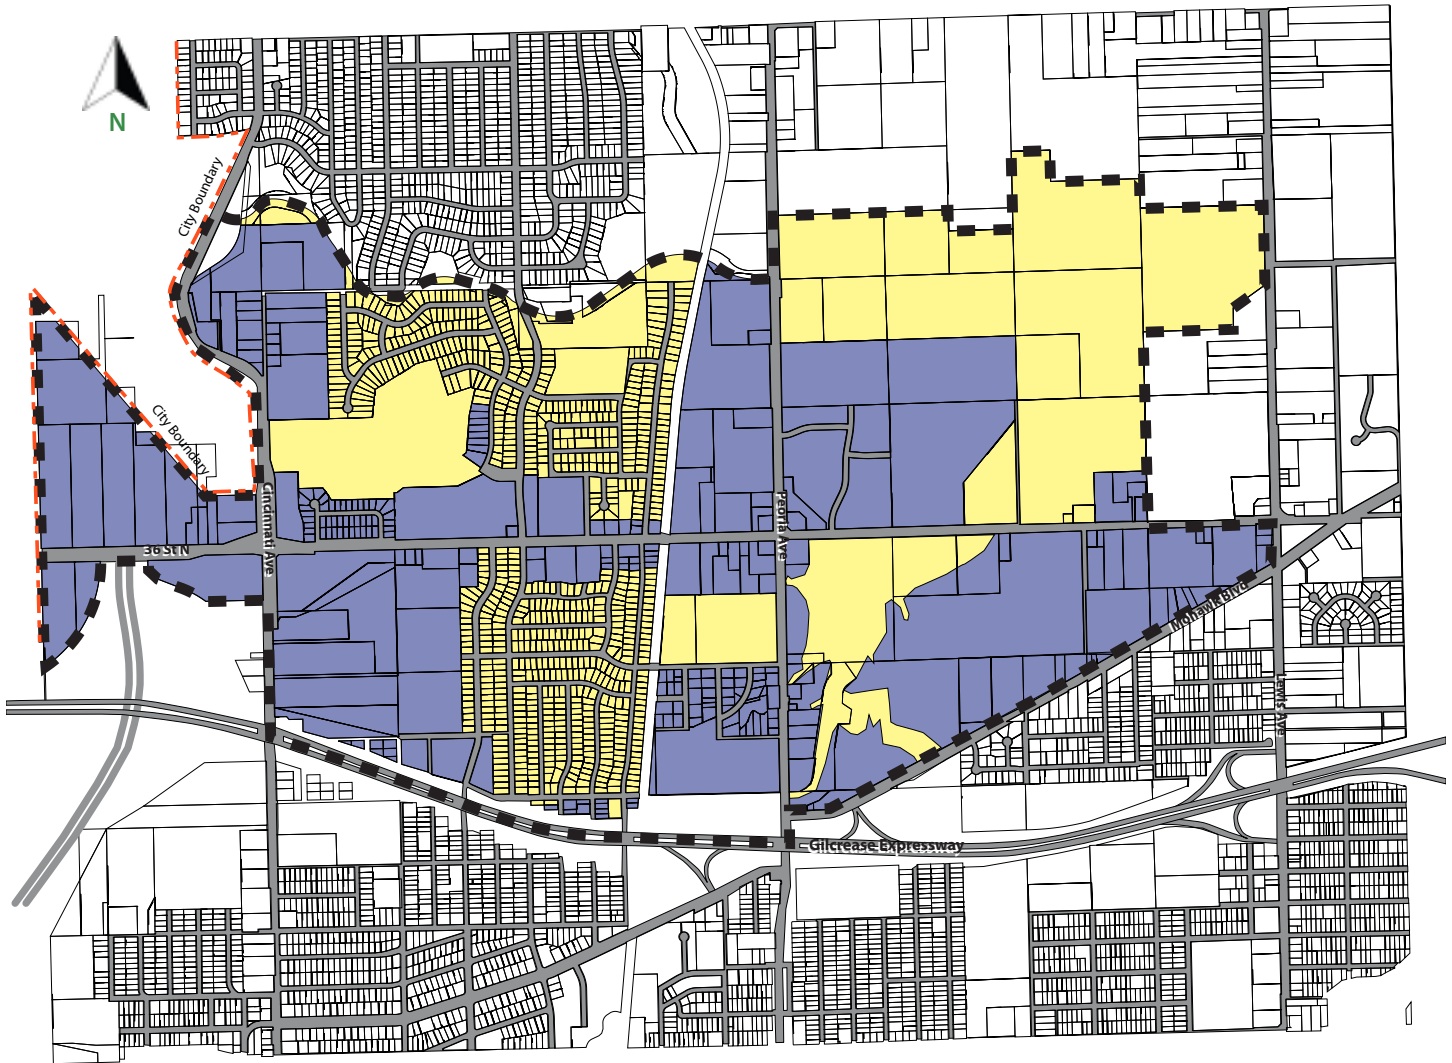 N
City Boundary
City Boundary
Cincinnati Ave
Peoria Ave
36 St N
Mohawk Blvd
Lewis Ave
Gilcrease Expressway